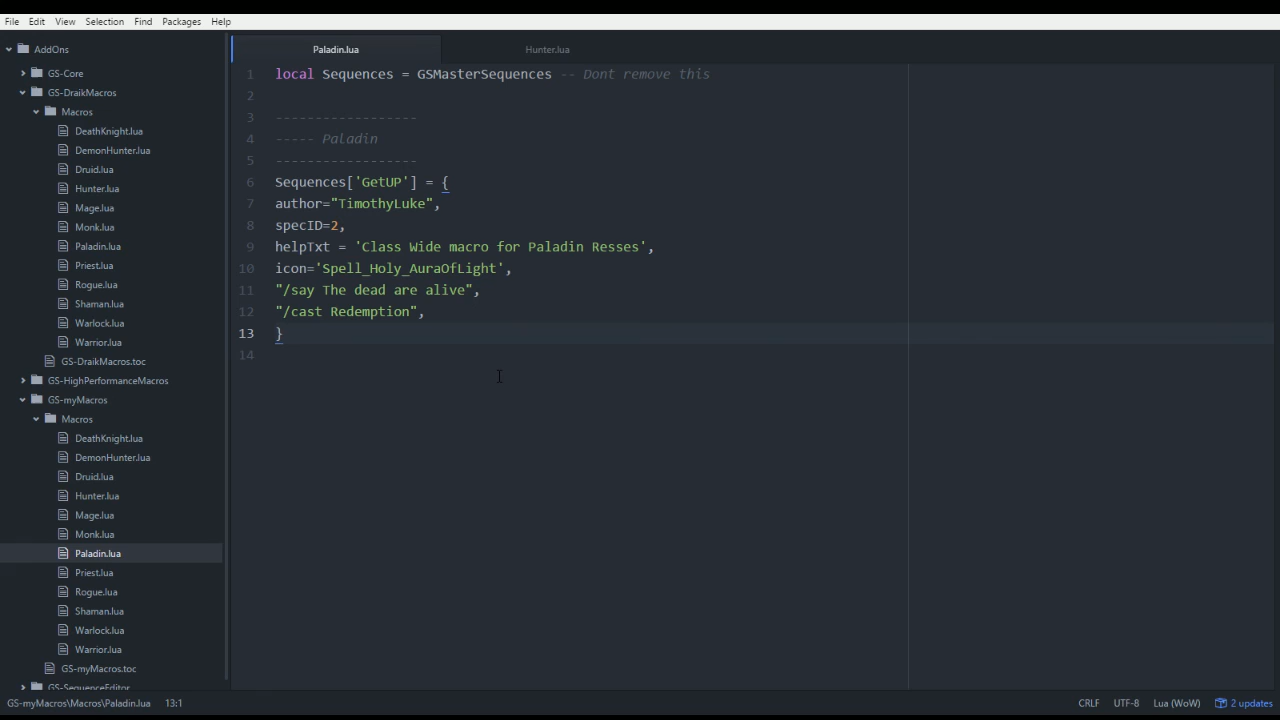 File Edit View Selection Find Packages Help
AddOns
GS-Core
GS-DraikMacros
Macros
DeathKnight.lua
DemonHunter.lua
Druid.lua
Hunter.lua
Mage.lua
Monk.lua
Paladin.lua
Priest.lua
Rogue.lua
Shaman.lua
Warlock.lua
Warrior.lua
GS-DraikMacros.toc
GS-HighPerformanceMacros
GS-myMacros
Macros
DeathKnight.lua
DemonHunter.lua
Druid.lua
Hunter.lua
Mage.lua
Monk.lua
Paladin.lua
Priest.lua
Rogue.lua
Shaman.lua
Warlock.lua
Warrior.lua
GS-myMacros.toc
GS-SequenceEditor
Paladin.lua Hunter.lua
1 local Sequences = GSMasterSequences -- Dont remove this
2
3 ------------------
4 ----- Paladin
5 ------------------
6 Sequences['GetUP'] = {
7 author="TimothyLuke",
8 specID=2,
9 helpTxt = 'Class Wide macro for Paladin Resses',
10 icon='Spell_Holy_AuraOfLight',
11 "/say The dead are alive",
12 "/cast Redemption",
13 }
14
GS-myMacros\Macros\Paladin.lua 13:1 CRLF UTF-8 Lua (WoW) 2 updates